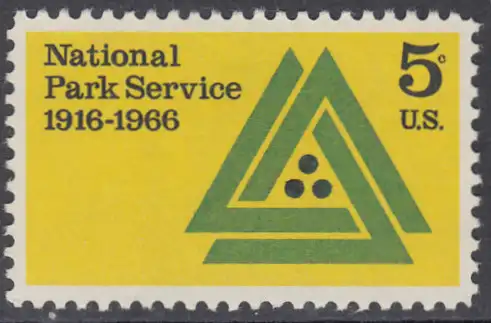 National
Park Service
1916-1966
5c
U.S.